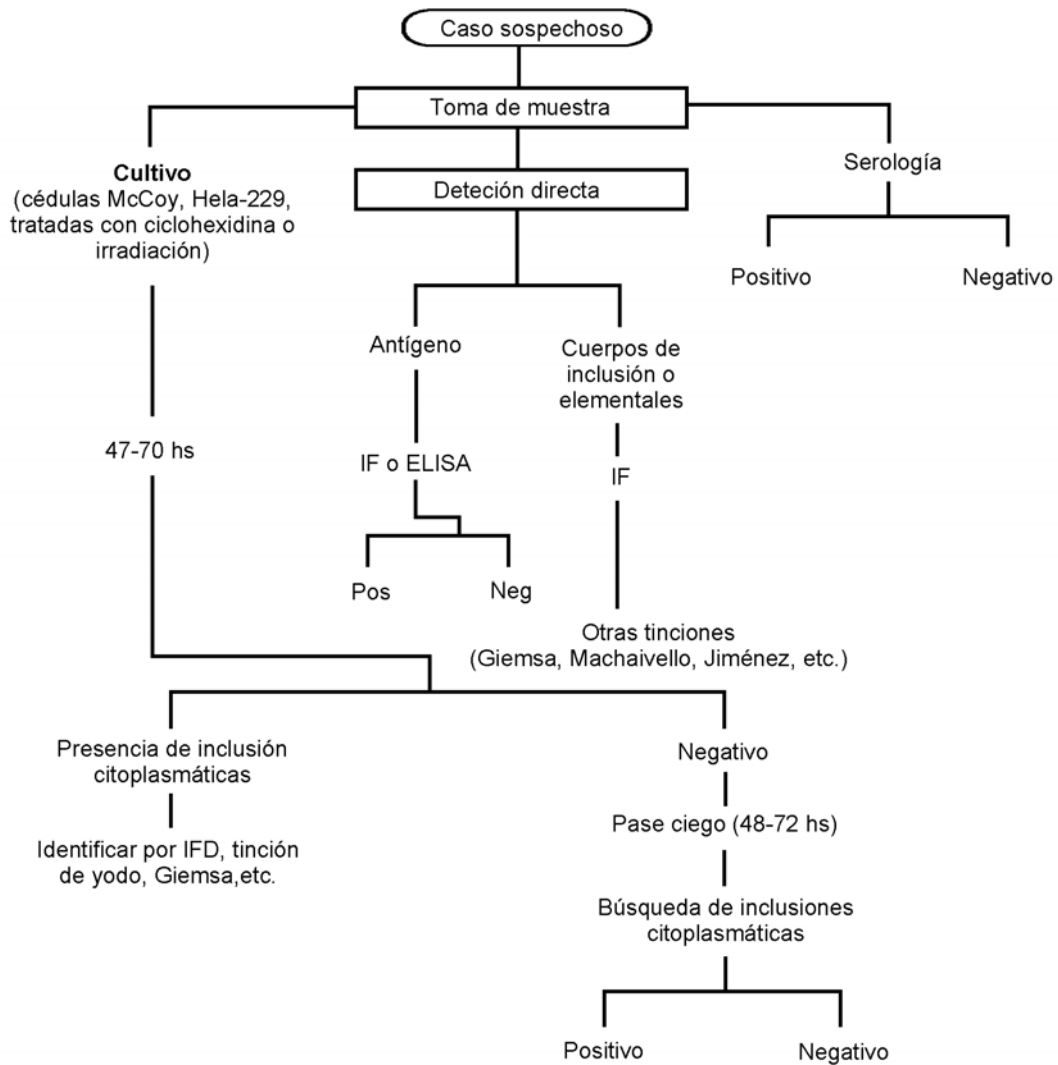 Caso sospechoso
Toma de muestra
Cultivo
(cédulas McCoy, Hela-229,
tratadas con ciclohexidina o
irradiación)
Deteción directa
Serología
Positivo
Negativo
Antígeno
Cuerpos de
inclusión o
elementales
47-70 hs
IF o ELISA
IF
Pos
Neg
Otras tinciones
(Giemsa, Machaivello, Jiménez, etc.)
Presencia de inclusión
citoplasmáticas
Negativo
Identificar por IFD, tinción
de yodo, Giemsa,etc.
Pase ciego (48-72 hs)
Búsqueda de inclusiones
citoplasmáticas
Positivo
Negativo